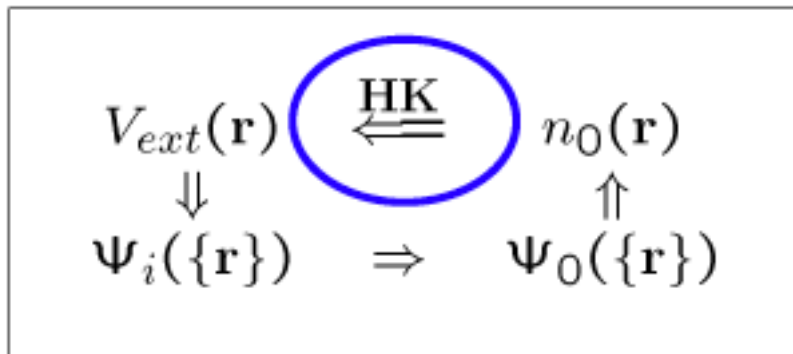 HK
V_ext(r) ⇐ n_0(r)
⇓ ⇑
Ψ_i({r}) ⇒ Ψ_0({r})